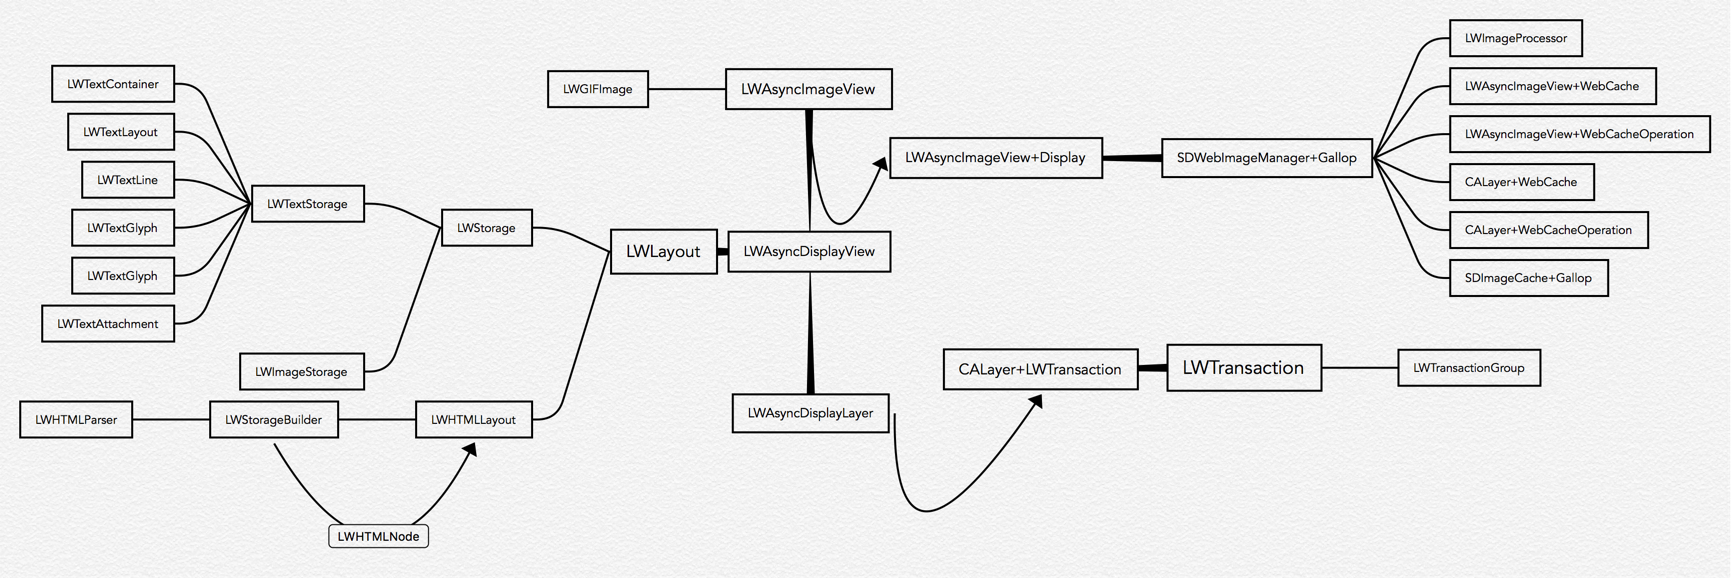 LWTextContainer
LWTextLayout
LWTextLine
LWTextGlyph
LWTextGlyph
LWTextAttachment
LWTextStorage
LWImageStorage
LWStorage
LWHTMLParser
LWStorageBuilder
LWHTMLLayout
LWHTMLNode
LWLayout
LWGIFImage
LWAsyncImageView
LWAsyncDisplayView
LWAsyncDisplayLayer
LWAsyncImageView+Display
SDWebImageManager+Gallop
LWImageProcessor
LWAsyncImageView+WebCache
LWAsyncImageView+WebCacheOperation
CALayer+WebCache
CALayer+WebCacheOperation
SDImageCache+Gallop
CALayer+LWTransaction
LWTransaction
LWTransactionGroup